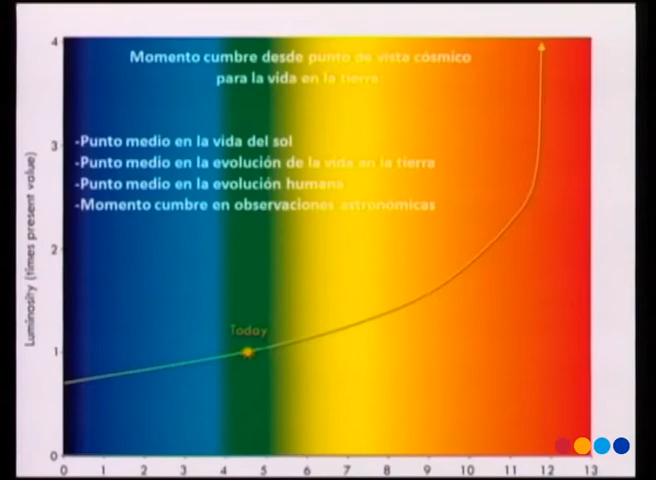 Momento cumbre desde punto de vista cósmico
para la vida en la tierra
-Punto medio en la vida del sol
-Punto medio en la evolución de la vida en la tierra
-Punto medio en la evolución humana
-Momento cumbre en observaciones astronómicas
Luminosity (times present value)
4
3
2
1
0
Today
0 1 2 3 4 5 6 7 8 9 10 11 12 13